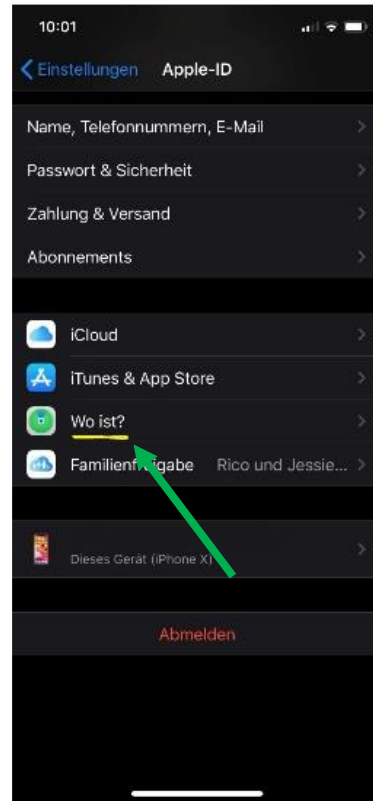 10:01
Einstellungen Apple-ID
Name, Telefonnummern, E-Mail
Passwort & Sicherheit
Zahlung & Versand
Abonnements
iCloud
iTunes & App Store
Wo ist?
Familienfreigabe Rico und Jessie...
Dieses Gerät (iPhone X)
Abmelden